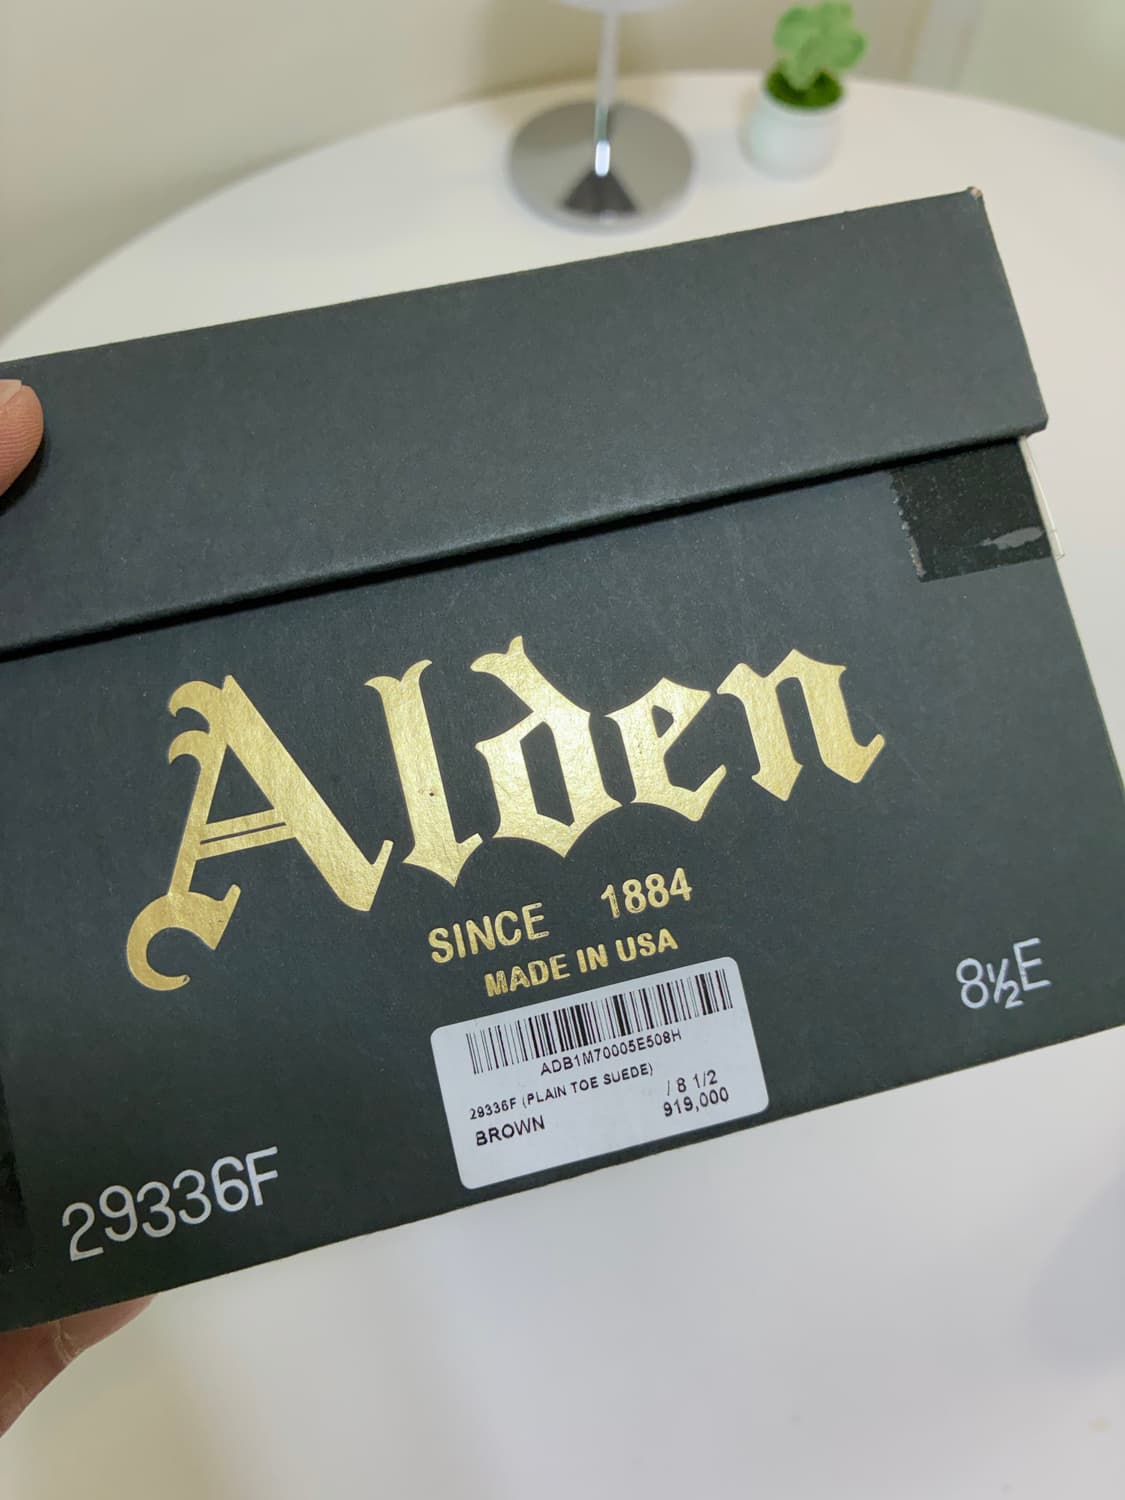 Alden
SINCE 1884
MADE IN USA
8½E
ADB1M70005E508H
29336F (PLAIN TOE SUEDE)
/ 8 1/2
BROWN
919,000
29336F